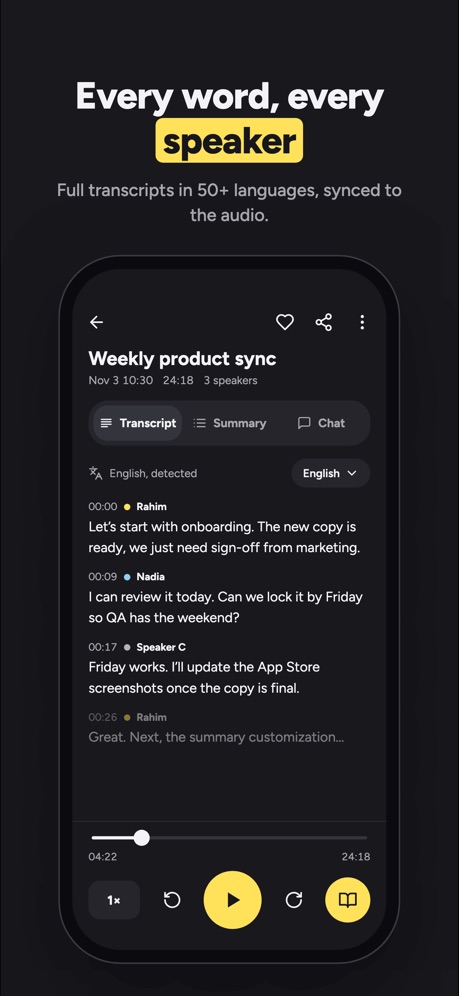 Every word, every
speaker
Full transcripts in 50+ languages, synced to
the audio.
Weekly product sync
Nov 3 10:30 24:18 3 speakers
Transcript Summary Chat
English, detected English
00:00 Rahim
Let's start with onboarding. The new copy is
ready, we just need sign-off from marketing.
00:09 Nadia
I can review it today. Can we lock it by Friday
so QA has the weekend?
00:17 Speaker C
Friday works. I'll update the App Store
screenshots once the copy is final.
00:26 Rahim
Great. Next, the summary customization...
04:22 24:18
1×